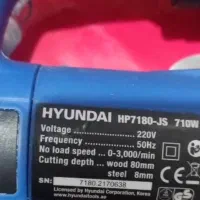 HYUNDAI HP7180-JS 710W
Voltage 220V
Frequency 50Hz
No load speed 0-3,000/min
Cutting depth wood 80mm
steel 8mm
SN: 7180.2170638
Licensed by Hyundai Corporation, Korea
www.hyundaitools.eu